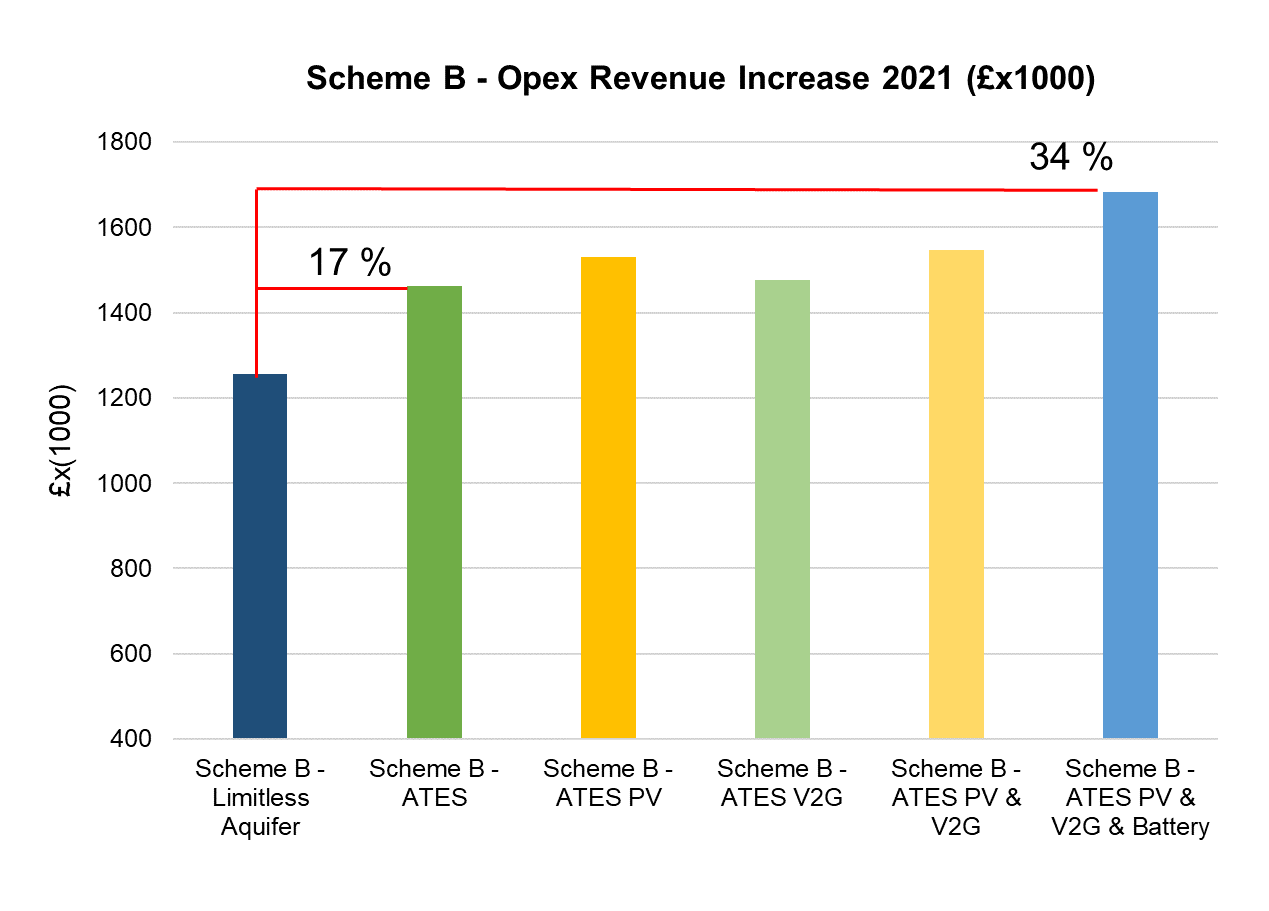 Scheme B - Opex Revenue Increase 2021 (£x1000)
£x(1000)
1800
1600
1400
1200
1000
800
600
400
34 %
17 %
Scheme B -
Limitless
Aquifer
Scheme B -
ATES
Scheme B -
ATES PV
Scheme B -
ATES V2G
Scheme B -
ATES PV &
V2G
Scheme B -
ATES PV &
V2G & Battery